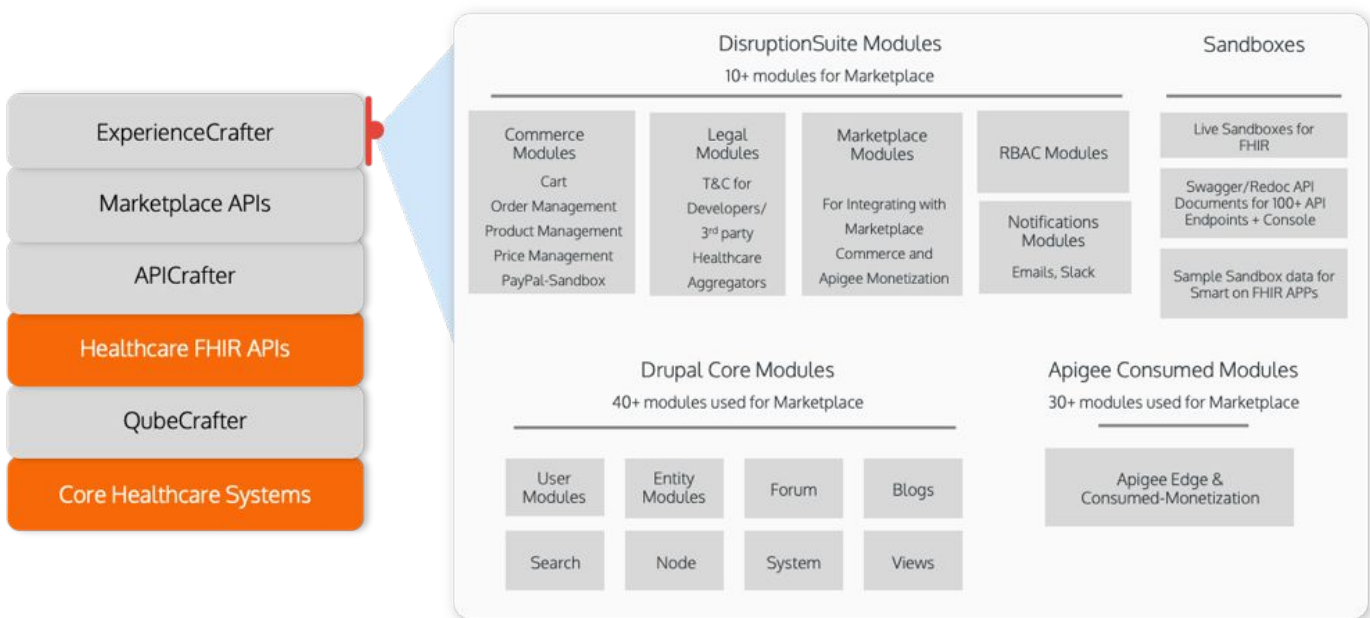 ExperienceCrafter
Marketplace APIs
APICrafter
Healthcare FHIR APIs
QubeCrafter
Core Healthcare Systems
DisruptionSuite Modules
10+ modules for Marketplace
Commerce
Modules
Cart
Order Management
Product Management
Price Management
PayPal-Sandbox
Legal
Modules
T&C for
Developers/
3rd party
Healthcare
Aggregators
Marketplace
Modules
For Integrating with
Marketplace
Commerce and
Apigee Monetization
RBAC Modules
Notifications
Modules
Emails, Slack
Sandboxes
Live Sandboxes for
FHIR
Swagger/Redoc API
Documents for 100+ API
Endpoints + Console
Sample Sandbox data for
Smart on FHIR APPs
Drupal Core Modules
40+ modules used for Marketplace
User
Modules
Entity
Modules
Forum
Blogs
Search
Node
System
Views
Apigee Consumed Modules
30+ modules used for Marketplace
Apigee Edge &
Consumed-Monetization